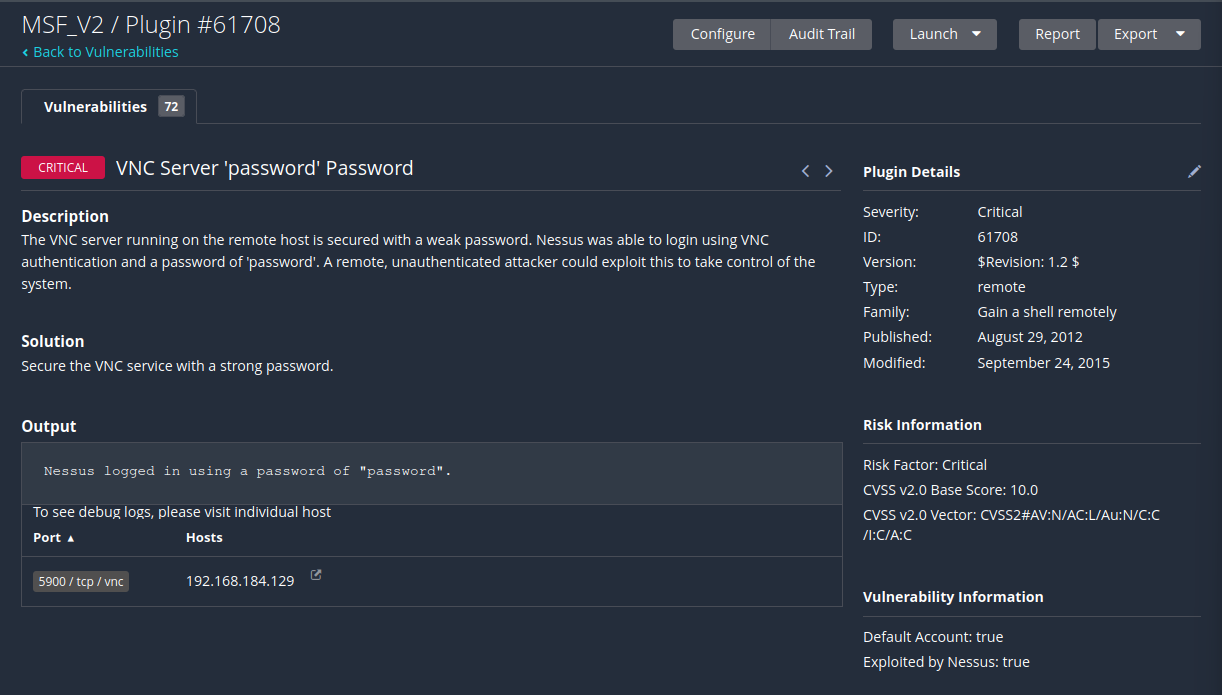 MSF_V2 / Plugin #61708
‹ Back to Vulnerabilities
Configure
Audit Trail
Launch
Report
Export
Vulnerabilities 72
CRITICAL VNC Server 'password' Password
Description
The VNC server running on the remote host is secured with a weak password. Nessus was able to login using VNC
authentication and a password of 'password'. A remote, unauthenticated attacker could exploit this to take control of the
system.
Solution
Secure the VNC service with a strong password.
Output
Nessus logged in using a password of "password".
To see debug logs, please visit individual host
Port ▲ Hosts
5900 / tcp / vnc 192.168.184.129
Plugin Details
Severity: Critical
ID: 61708
Version: $Revision: 1.2 $
Type: remote
Family: Gain a shell remotely
Published: August 29, 2012
Modified: September 24, 2015
Risk Information
Risk Factor: Critical
CVSS v2.0 Base Score: 10.0
CVSS v2.0 Vector: CVSS2#AV:N/AC:L/Au:N/C:C
/I:C/A:C
Vulnerability Information
Default Account: true
Exploited by Nessus: true